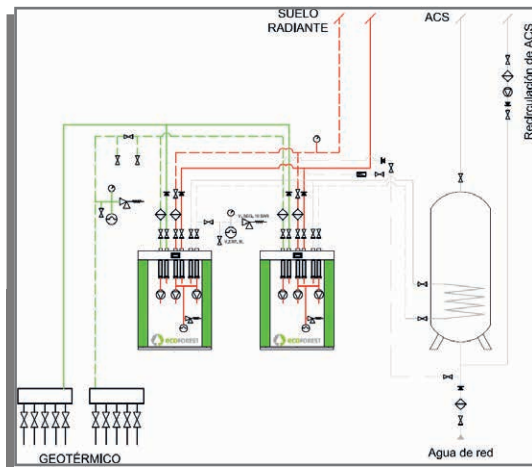 SUELO
RADIANTE
ACS
Recirculación de ACS
ecoFOREST
ecoFOREST
GEOTÉRMICO
Agua de red